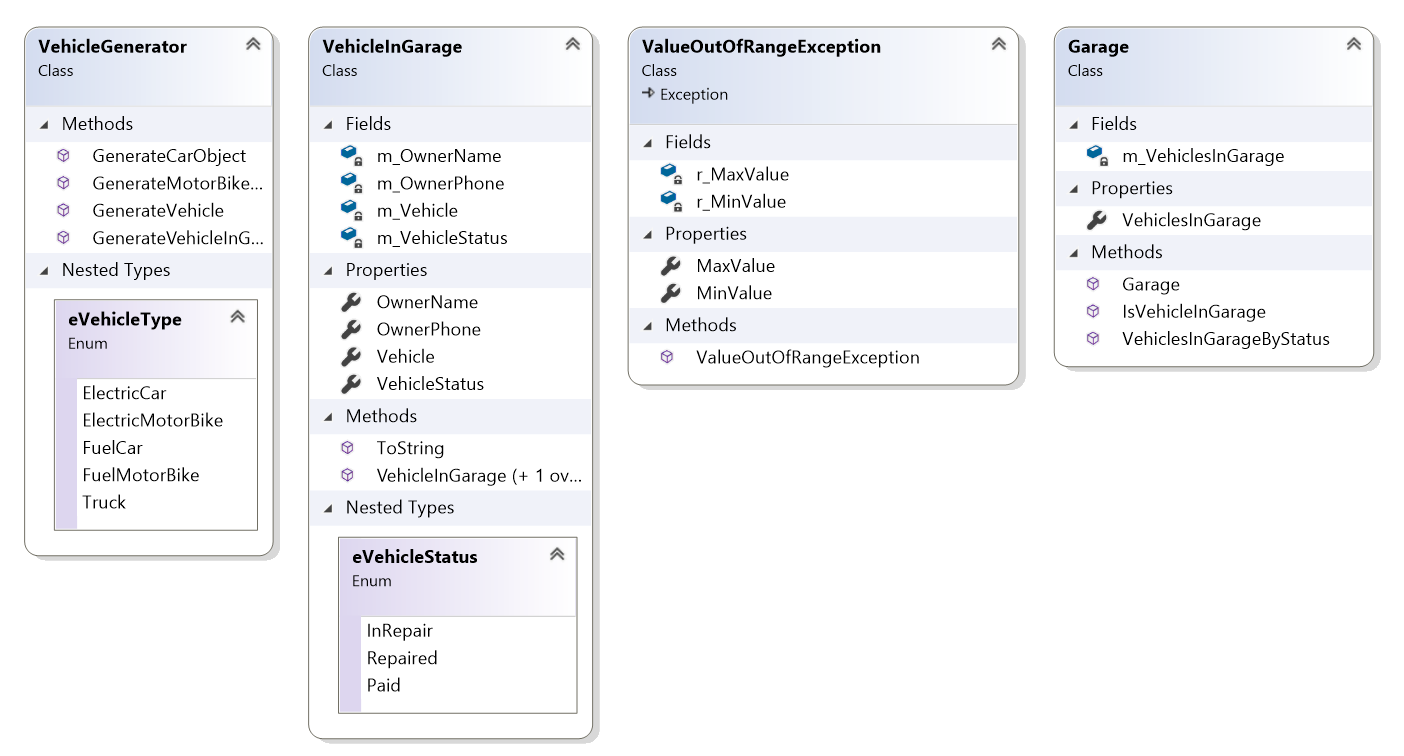 VehicleGenerator
Class
Methods
GenerateCarObject
GenerateMotorBike...
GenerateVehicle
GenerateVehicleInG...
Nested Types
eVehicleType
Enum
ElectricCar
ElectricMotorBike
FuelCar
FuelMotorBike
Truck
VehicleInGarage
Class
Fields
m_OwnerName
m_OwnerPhone
m_Vehicle
m_VehicleStatus
Properties
OwnerName
OwnerPhone
Vehicle
VehicleStatus
Methods
ToString
VehicleInGarage (+ 1 ov...
Nested Types
eVehicleStatus
Enum
InRepair
Repaired
Paid
ValueOutOfRangeException
Class
Exception
Fields
r_MaxValue
r_MinValue
Properties
MaxValue
MinValue
Methods
ValueOutOfRangeException
Garage
Class
Fields
m_VehiclesInGarage
Properties
VehiclesInGarage
Methods
Garage
IsVehicleInGarage
VehiclesInGarageByStatus